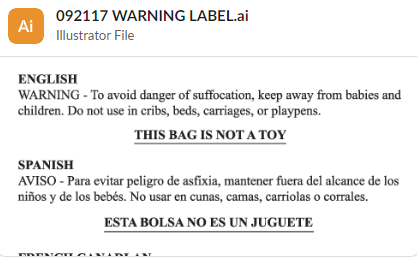 Ai
092117 WARNING LABEL.ai
Illustrator File
ENGLISH
WARNING - To avoid danger of suffocation, keep away from babies and
children. Do not use in cribs, beds, carriages, or playpens.
THIS BAG IS NOT A TOY
SPANISH
AVISO - Para evitar peligro de asfixia, mantener fuera del alcance de los
niños y de los bebés. No usar en cunas, camas, carriolas o corrales.
ESTA BOLSA NO ES UN JUGUETE
FRENCH CANADIAN